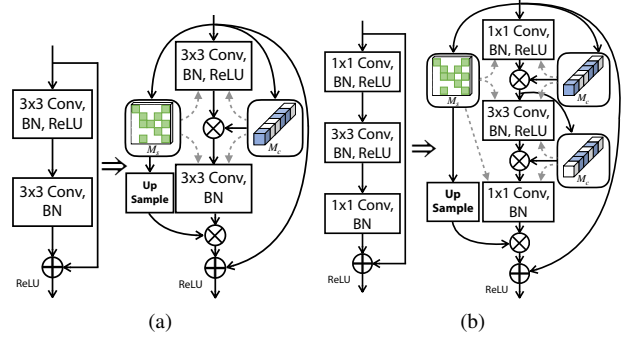 3x3 Conv,
BN, ReLU
3x3 Conv,
BN
ReLU
3x3 Conv,
BN, ReLU
M_s
M_c
Up
Sample
3x3 Conv,
BN
ReLU
(a)
1x1 Conv,
BN, ReLU
3x3 Conv,
BN, ReLU
1x1 Conv,
BN
ReLU
1x1 Conv,
BN, ReLU
M_s
M_c
3x3 Conv,
BN, ReLU
M_c
Up
Sample
1x1 Conv,
BN
ReLU
(b)